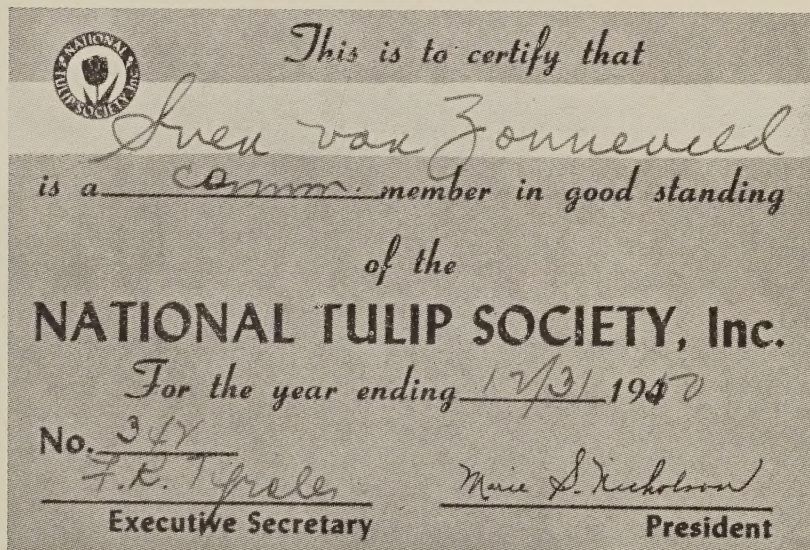 NATIONAL TULIP SOCIETY INC
This is to certify that
Sven van Zonneveld
is a comm. member in good standing
of the
NATIONAL TULIP SOCIETY, Inc.
For the year ending 12/31 1950
No. 342
F.R.
Marie S. Nicholson
Executive Secretary
President